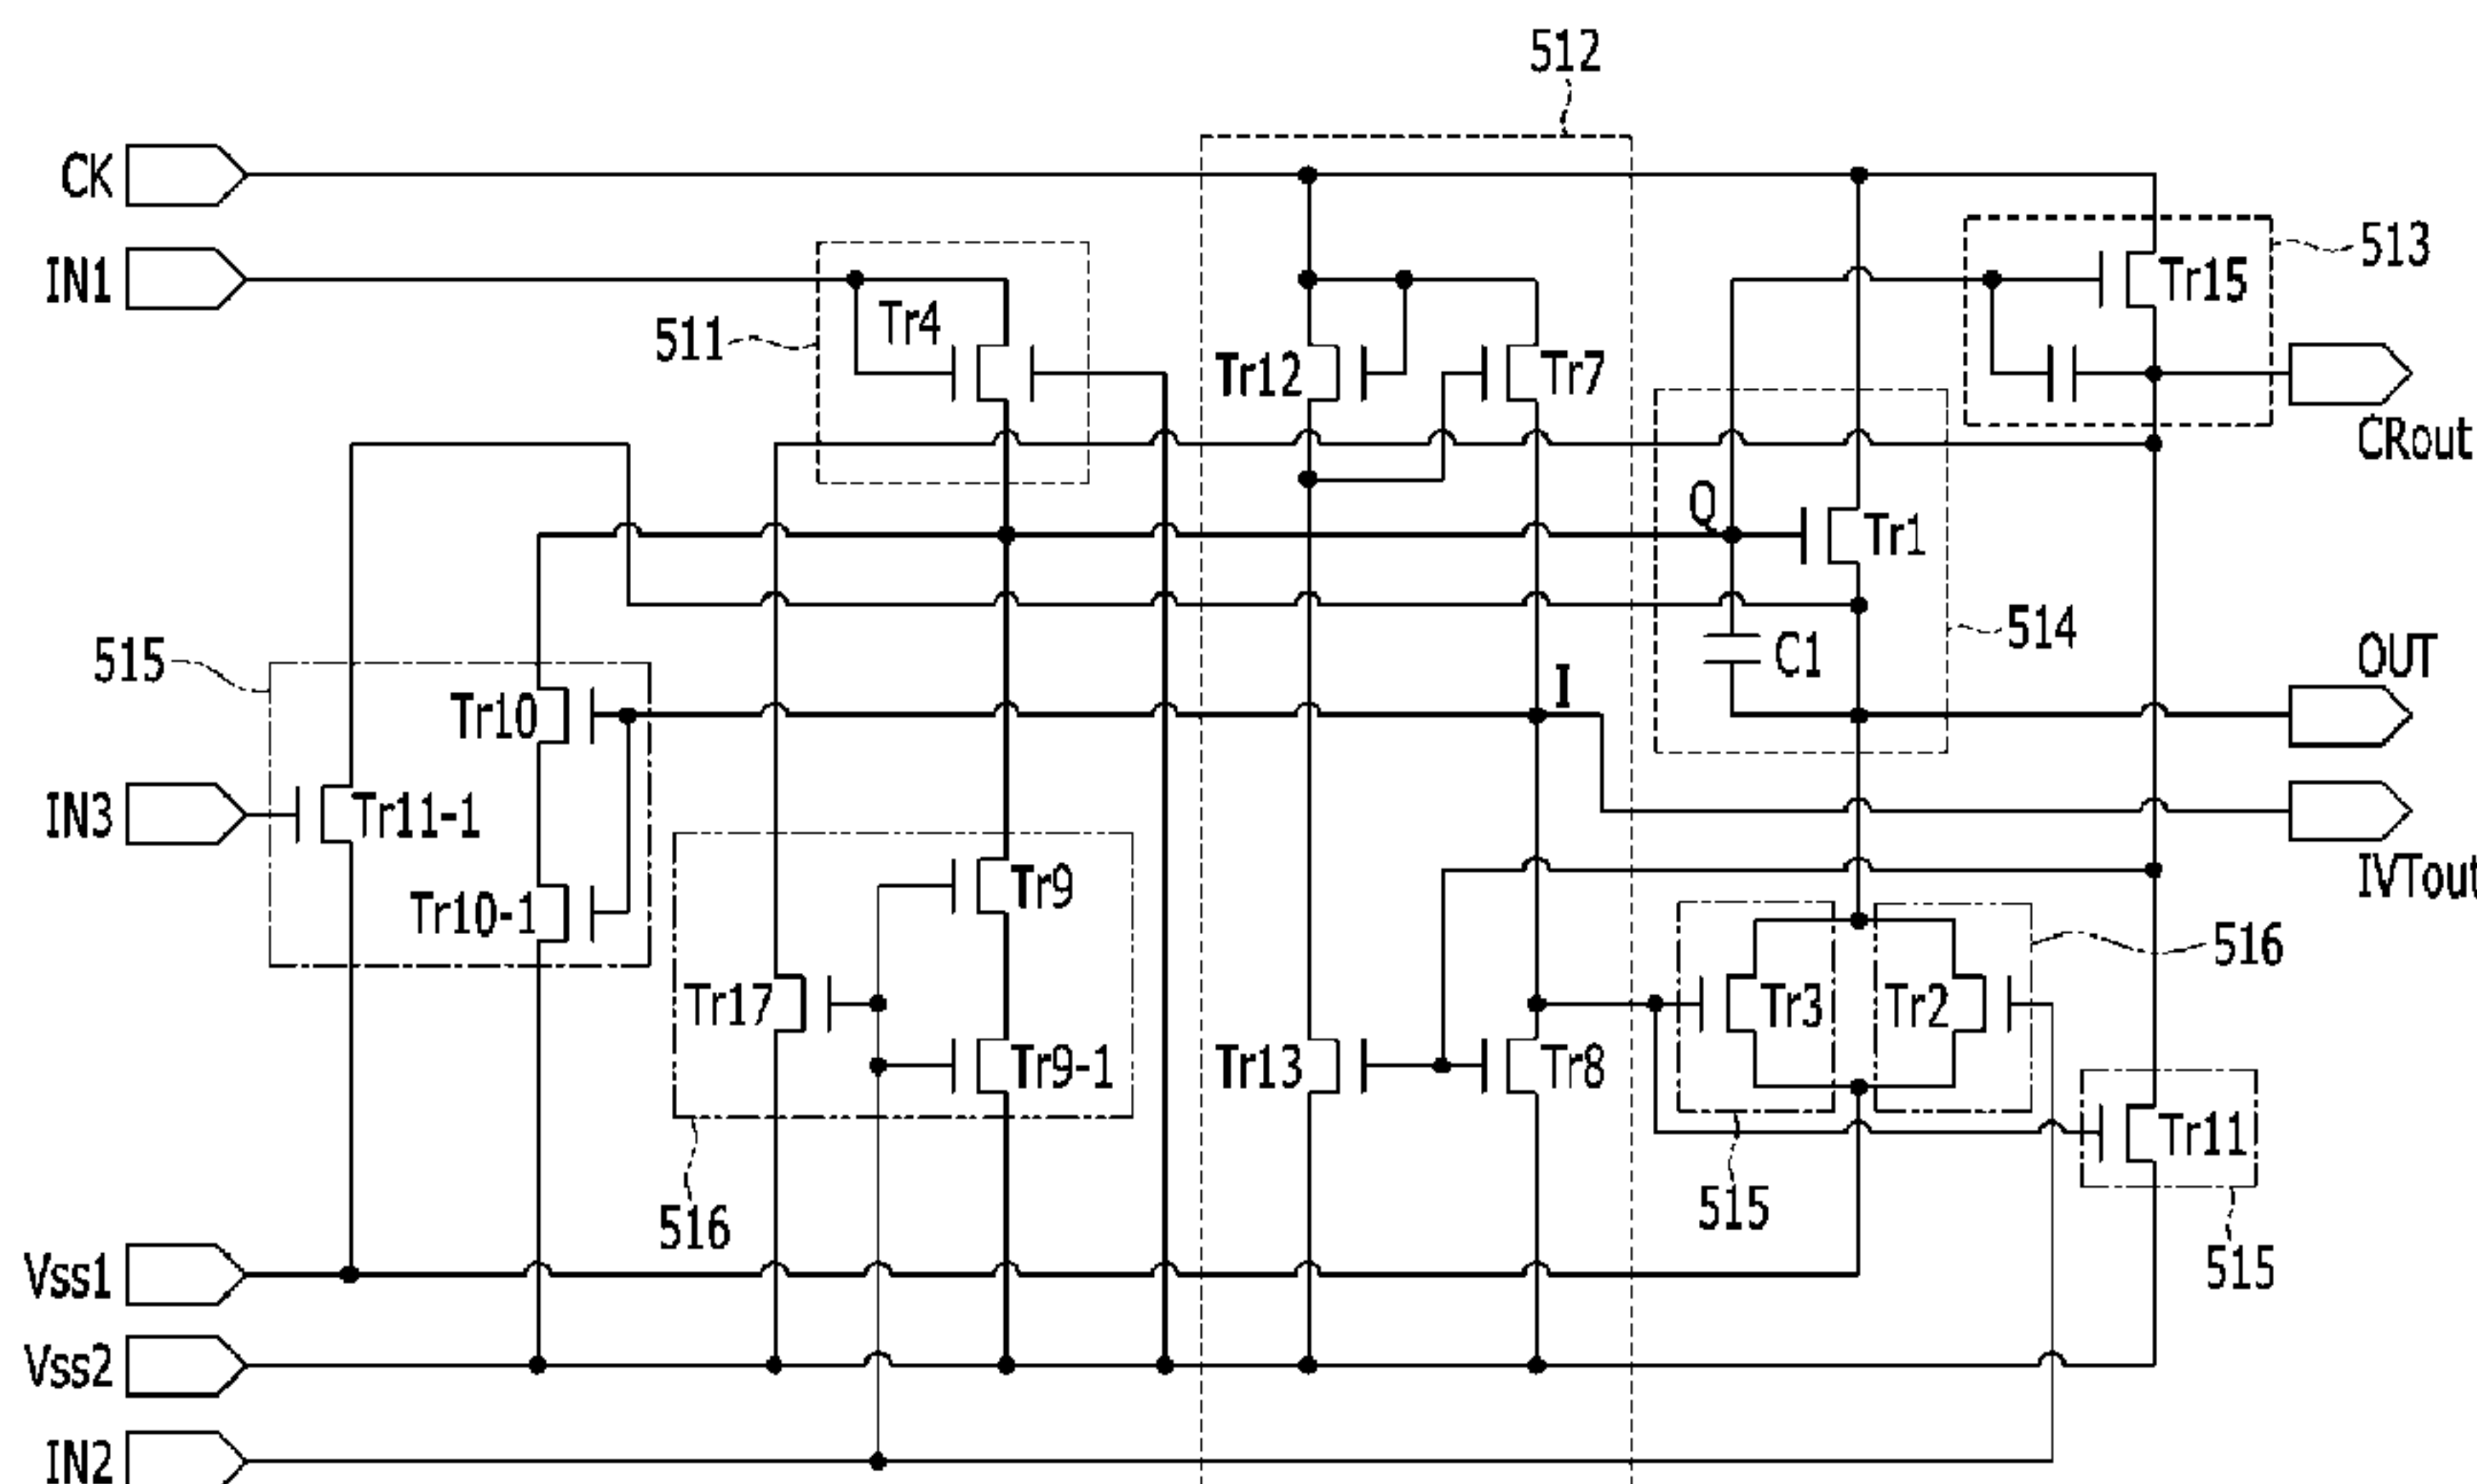 512
CK
513
IN1
Tr15
Tr4
511
Tr12
Tr7
CRout
Q
Tr1
515
514
C1
OUT
I
Tr10
IN3
Tr11-1
IVTout
Tr9
Tr10-1
516
Tr17
Tr3
Tr2
Tr13
Tr8
Tr9-1
Tr11
515
516
515
Vss1
Vss2
IN2